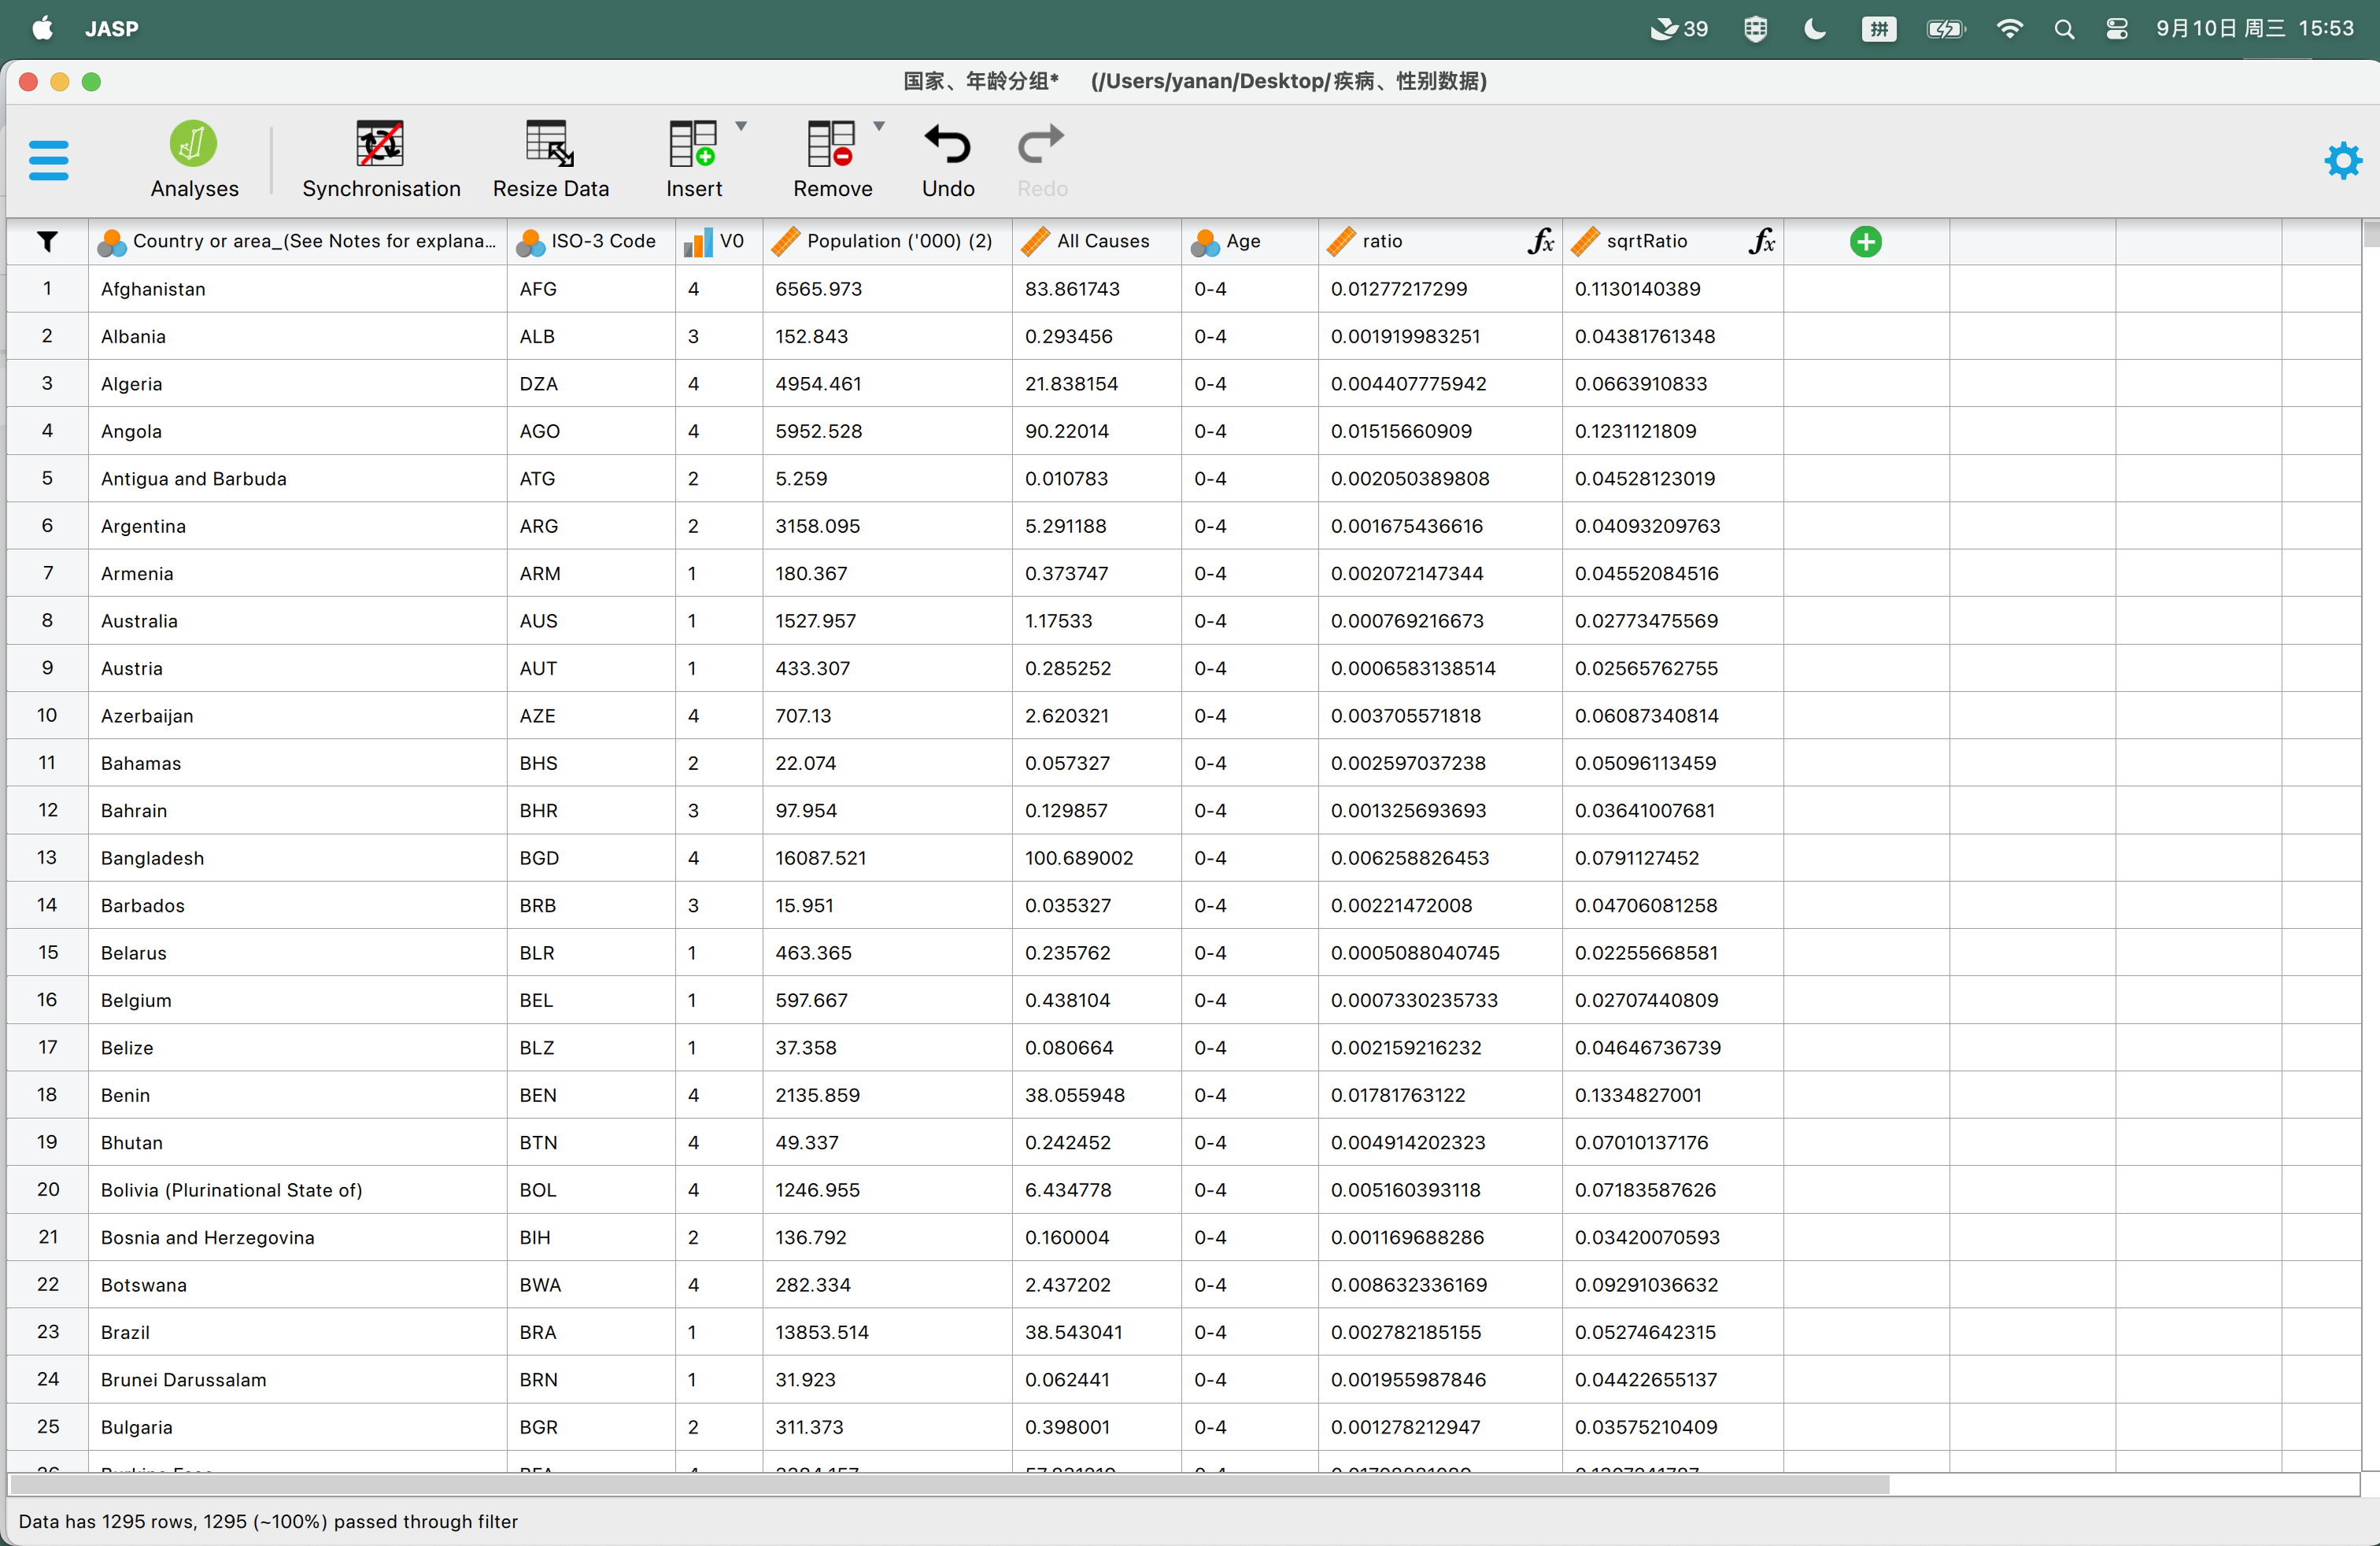 JASP 39 拼 9月10日 周三 15:53
国家、年龄分组* (/Users/yanan/Desktop/疾病、性别数据)
Analyses Synchronisation Resize Data Insert Remove Undo Redo
Country or area_(See Notes for explana... ISO-3 Code V0 Population ('000) (2) All Causes Age ratio fx sqrtRatio fx
1 Afghanistan AFG 4 6565.973 83.861743 0-4 0.01277217299 0.1130140389
2 Albania ALB 3 152.843 0.293456 0-4 0.001919983251 0.04381761348
3 Algeria DZA 4 4954.461 21.838154 0-4 0.004407775942 0.0663910833
4 Angola AGO 4 5952.528 90.22014 0-4 0.01515660909 0.1231121809
5 Antigua and Barbuda ATG 2 5.259 0.010783 0-4 0.002050389808 0.04528123019
6 Argentina ARG 2 3158.095 5.291188 0-4 0.001675436616 0.04093209763
7 Armenia ARM 1 180.367 0.373747 0-4 0.002072147344 0.04552084516
8 Australia AUS 1 1527.957 1.17533 0-4 0.000769216673 0.02773475569
9 Austria AUT 1 433.307 0.285252 0-4 0.0006583138514 0.02565762755
10 Azerbaijan AZE 4 707.13 2.620321 0-4 0.003705571818 0.06087340814
11 Bahamas BHS 2 22.074 0.057327 0-4 0.002597037238 0.05096113459
12 Bahrain BHR 3 97.954 0.129857 0-4 0.001325693693 0.03641007681
13 Bangladesh BGD 4 16087.521 100.689002 0-4 0.006258826453 0.0791127452
14 Barbados BRB 3 15.951 0.035327 0-4 0.00221472008 0.04706081258
15 Belarus BLR 1 463.365 0.235762 0-4 0.0005088040745 0.02255668581
16 Belgium BEL 1 597.667 0.438104 0-4 0.0007330235733 0.02707440809
17 Belize BLZ 1 37.358 0.080664 0-4 0.002159216232 0.04646736739
18 Benin BEN 4 2135.859 38.055948 0-4 0.01781763122 0.1334827001
19 Bhutan BTN 4 49.337 0.242452 0-4 0.004914202323 0.07010137176
20 Bolivia (Plurinational State of) BOL 4 1246.955 6.434778 0-4 0.005160393118 0.07183587626
21 Bosnia and Herzegovina BIH 2 136.792 0.160004 0-4 0.001169688286 0.03420070593
22 Botswana BWA 4 282.334 2.437202 0-4 0.008632336169 0.09291036632
23 Brazil BRA 1 13853.514 38.543041 0-4 0.002782185155 0.05274642315
24 Brunei Darussalam BRN 1 31.923 0.062441 0-4 0.001955987846 0.04422655137
25 Bulgaria BGR 2 311.373 0.398001 0-4 0.001278212947 0.03575210409
Data has 1295 rows, 1295 (~100%) passed through filter